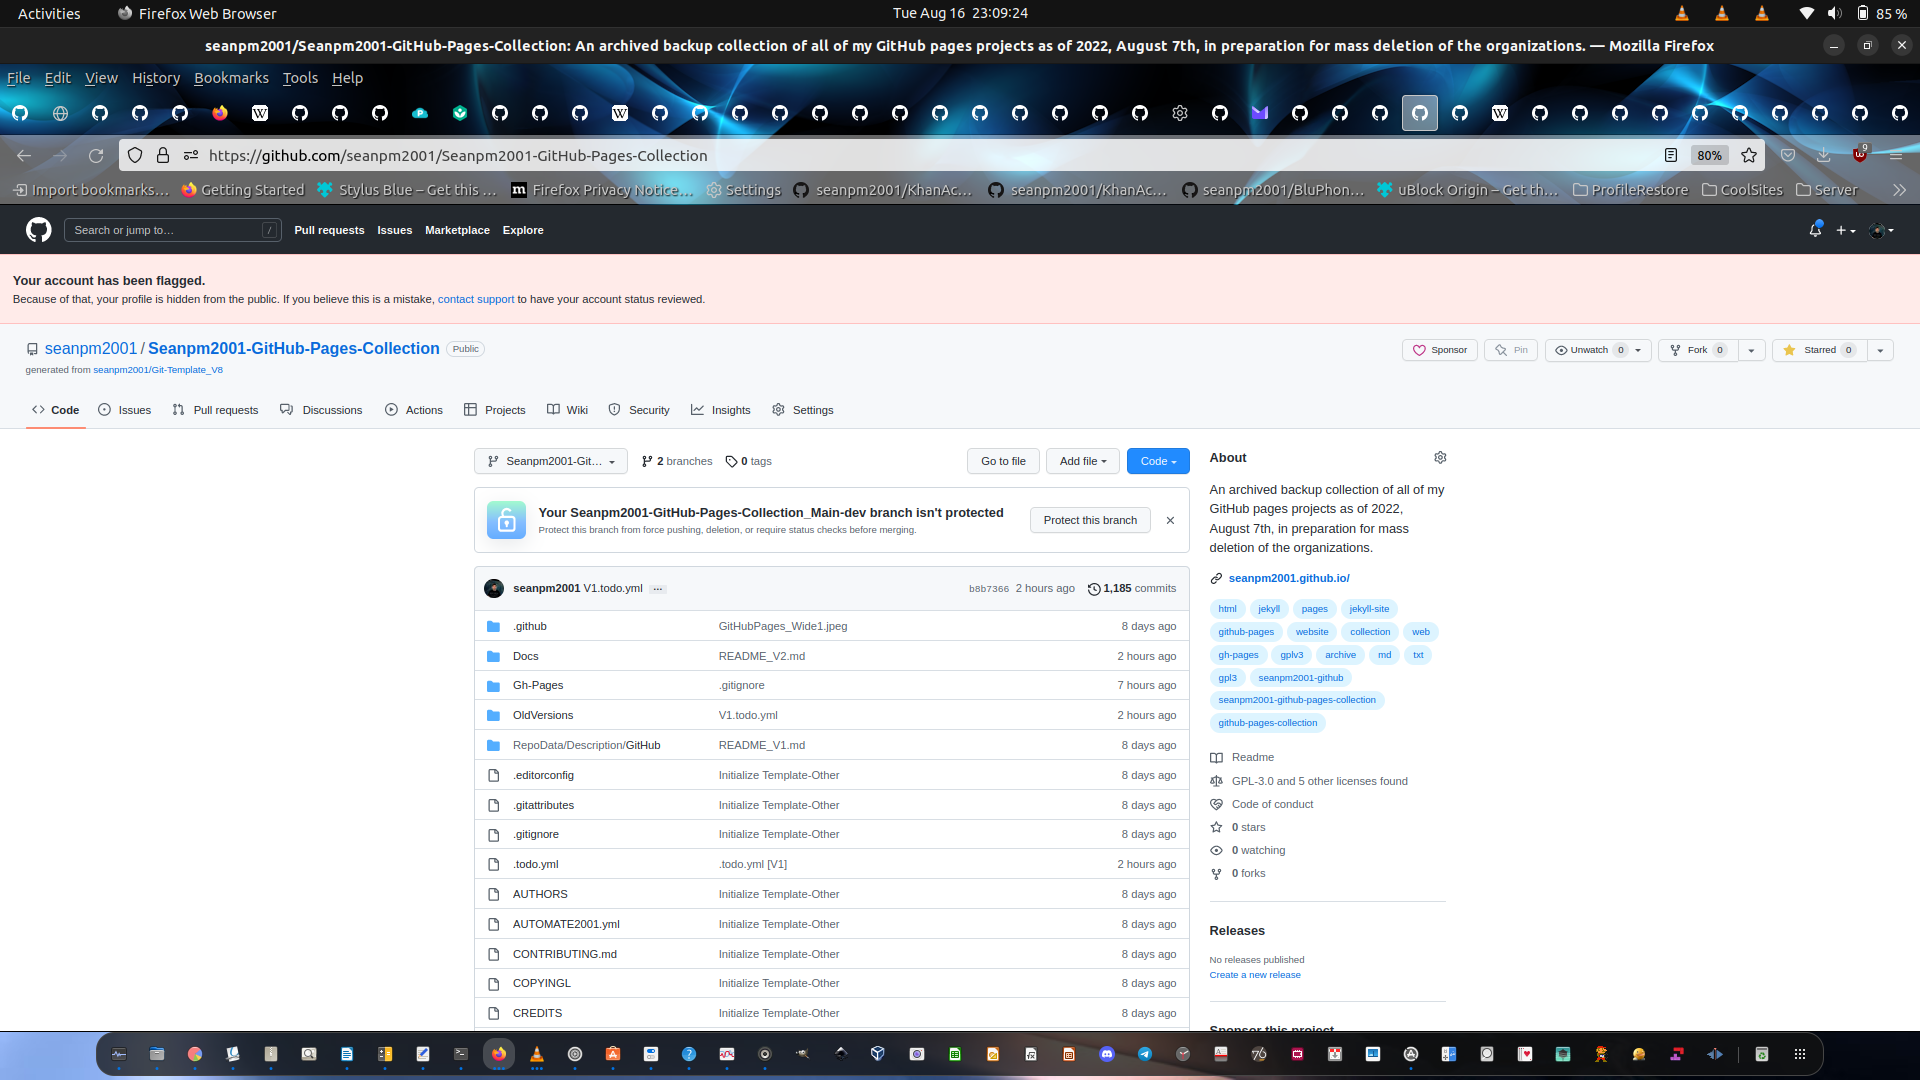 Activities
Firefox Web Browser
Tue Aug 16 23:09:24
85 %
seanpm2001/Seanpm2001-GitHub-Pages-Collection: An archived backup collection of all of my GitHub pages projects as of 2022, August 7th, in preparation for mass deletion of the organizations. — Mozilla Firefox
File Edit View History Bookmarks Tools Help
https://github.com/seanpm2001/Seanpm2001-GitHub-Pages-Collection
80%
9
Import bookmarks… Getting Started Stylus Blue – Get this … Firefox Privacy Notice… Settings seanpm2001/KhanAc… seanpm2001/KhanAc… seanpm2001/BluPhon… uBlock Origin – Get th… ProfileRestore CoolSites Server
Search or jump to… /
Pull requests Issues Marketplace Explore
Your account has been flagged.
Because of that, your profile is hidden from the public. If you believe this is a mistake, contact support to have your account status reviewed.
seanpm2001 / Seanpm2001-GitHub-Pages-Collection Public
generated from seanpm2001/Git-Template_V8
Sponsor Pin Unwatch 0 Fork 0 Starred 0
Code Issues Pull requests Discussions Actions Projects Wiki Security Insights Settings
Seanpm2001-Git… 2 branches 0 tags
Go to file Add file Code
Your Seanpm2001-GitHub-Pages-Collection_Main-dev branch isn't protected
Protect this branch from force pushing, deletion, or require status checks before merging.
Protect this branch
seanpm2001 V1.todo.yml … b8b7366 2 hours ago 1,185 commits
.github GitHubPages_Wide1.jpeg 8 days ago
Docs README_V2.md 2 hours ago
Gh-Pages .gitignore 7 hours ago
OldVersions V1.todo.yml 2 hours ago
RepoData/Description/GitHub README_V1.md 8 days ago
.editorconfig Initialize Template-Other 8 days ago
.gitattributes Initialize Template-Other 8 days ago
.gitignore Initialize Template-Other 8 days ago
.todo.yml .todo.yml [V1] 2 hours ago
AUTHORS Initialize Template-Other 8 days ago
AUTOMATE2001.yml Initialize Template-Other 8 days ago
CONTRIBUTING.md Initialize Template-Other 8 days ago
COPYINGL Initialize Template-Other 8 days ago
CREDITS Initialize Template-Other 8 days ago
About
An archived backup collection of all of my
GitHub pages projects as of 2022,
August 7th, in preparation for mass
deletion of the organizations.
seanpm2001.github.io/
html jekyll pages jekyll-site
github-pages website collection web
gh-pages gplv3 archive md txt
gpl3 seanpm2001-github
seanpm2001-github-pages-collection
github-pages-collection
Readme
GPL-3.0 and 5 other licenses found
Code of conduct
0 stars
0 watching
0 forks
Releases
No releases published
Create a new release
Sponsor this project